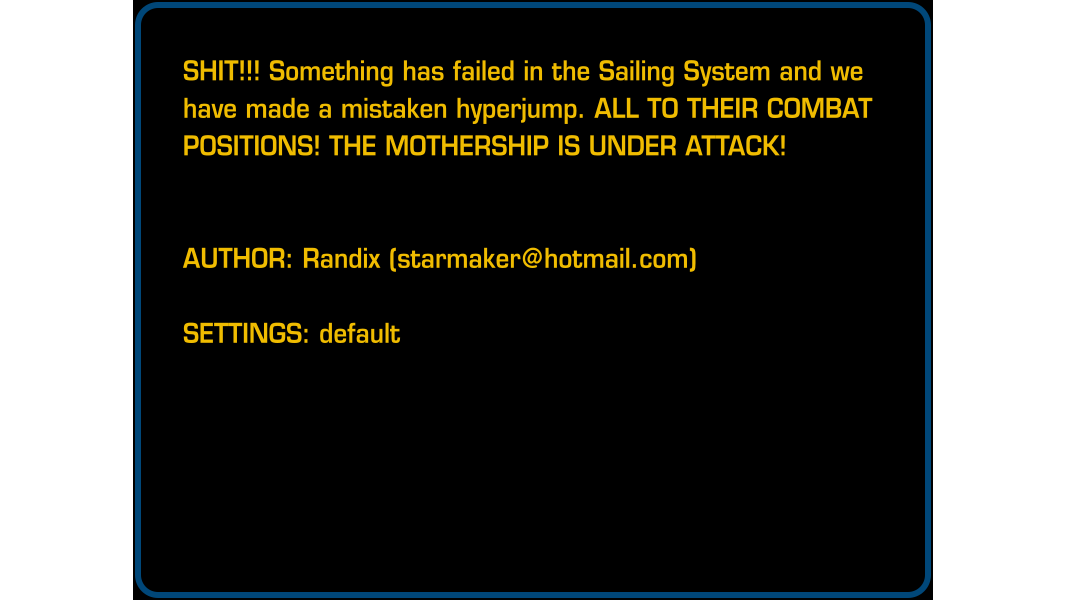 SHIT!!! Something has failed in the Sailing System and we
have made a mistaken hyperjump. ALL TO THEIR COMBAT
POSITIONS! THE MOTHERSHIP IS UNDER ATTACK!
AUTHOR: Randix (starmaker@hotmail.com)
SETTINGS: default